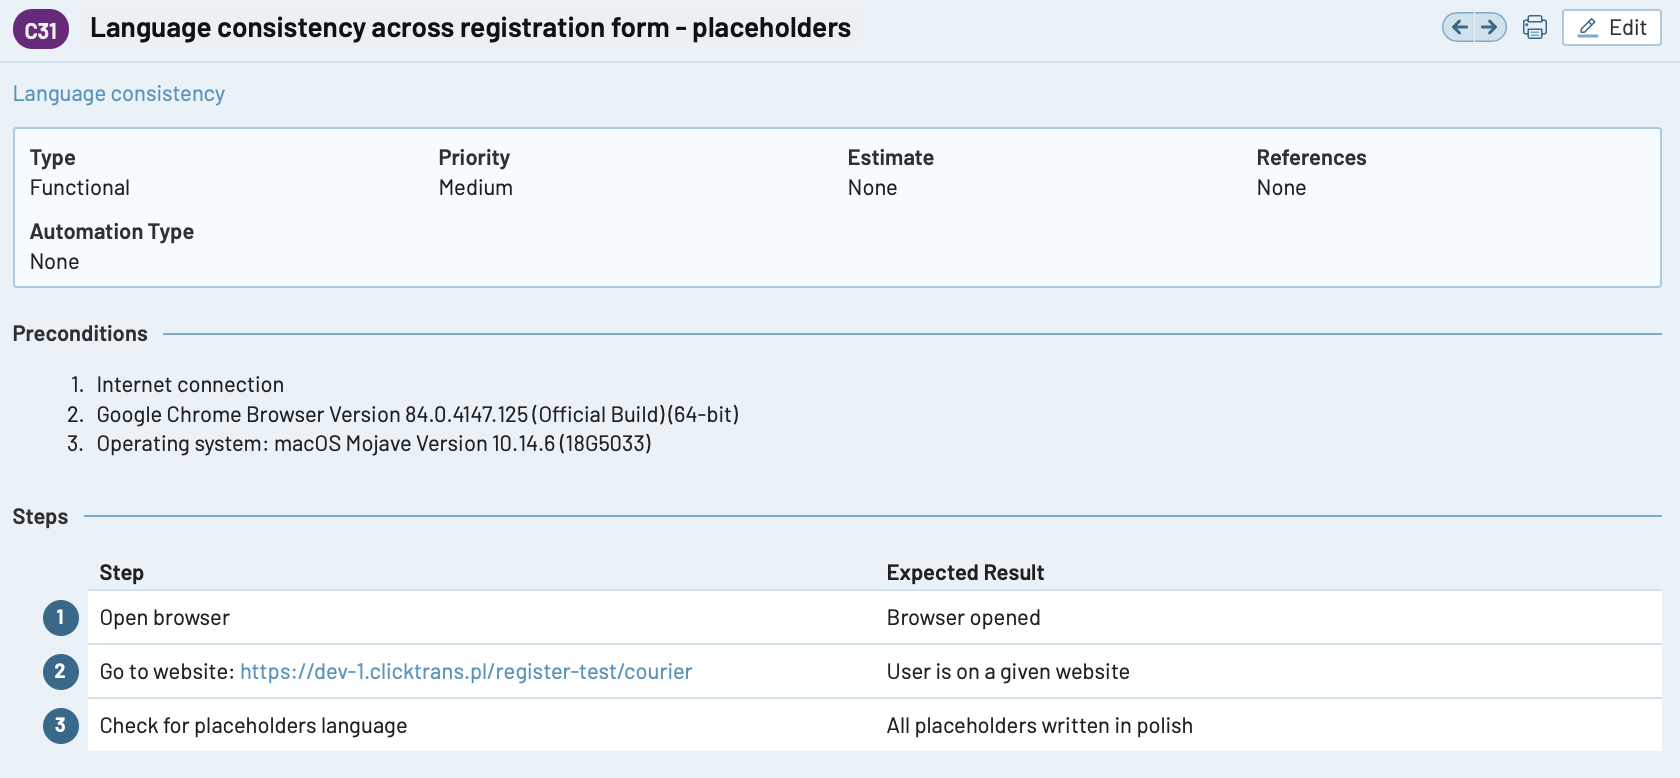 C31 Language consistency across registration form - placeholders Edit
Language consistency
Type Priority Estimate References
Functional Medium None None
Automation Type
None
Preconditions
1. Internet connection
2. Google Chrome Browser Version 84.0.4147.125 (Official Build) (64-bit)
3. Operating system: macOS Mojave Version 10.14.6 (18G5033)
Steps
Step Expected Result
1 Open browser Browser opened
2 Go to website: https://dev-1.clicktrans.pl/register-test/courier User is on a given website
3 Check for placeholders language All placeholders written in polish